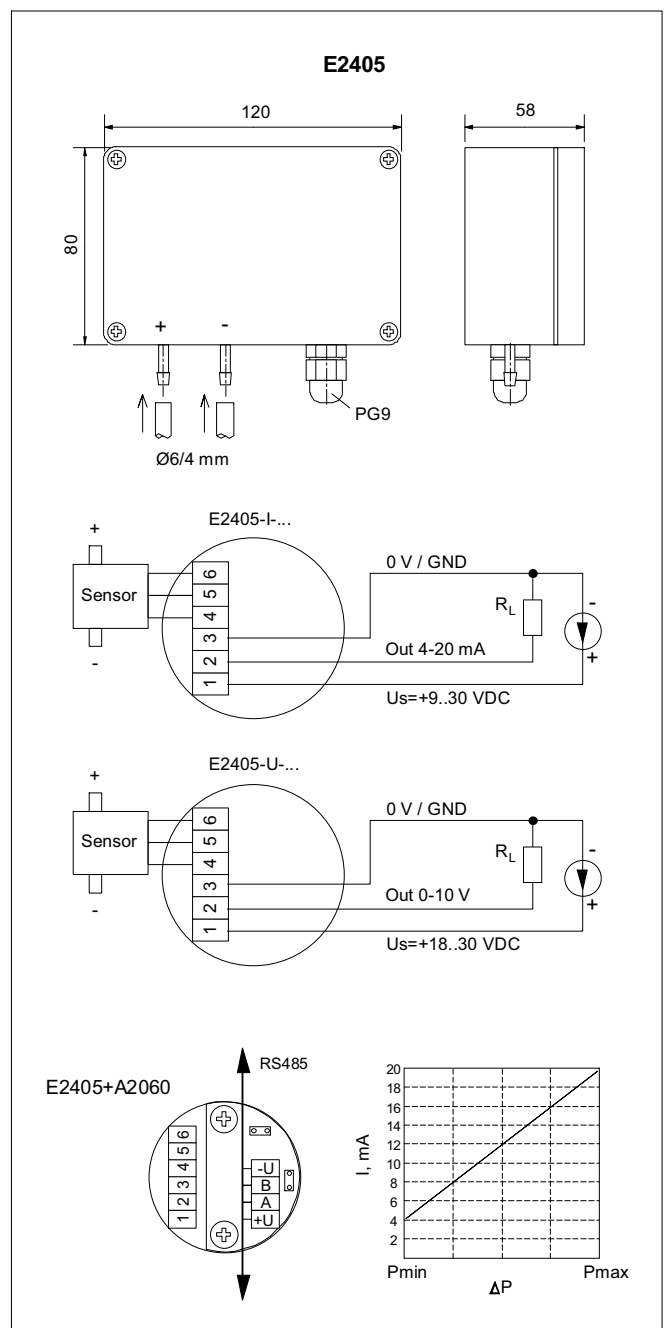 E2405
120
58
80
+
-
PG9
Ø6/4 mm
E2405-I-...
+
Sensor
-
6
5
4
3
2
1
0 V / GND
RL
-
Out 4-20 mA
+
Us=+9..30 VDC
E2405-U-...
+
Sensor
-
6
5
4
3
2
1
0 V / GND
RL
-
Out 0-10 V
+
Us=+18..30 VDC
E2405+A2060
RS485
6
5
4
3
2
1
-U
B
A
+U
20
18
16
14
12
10
8
6
4
2
I, mA
Pmin
Pmax
ΔP